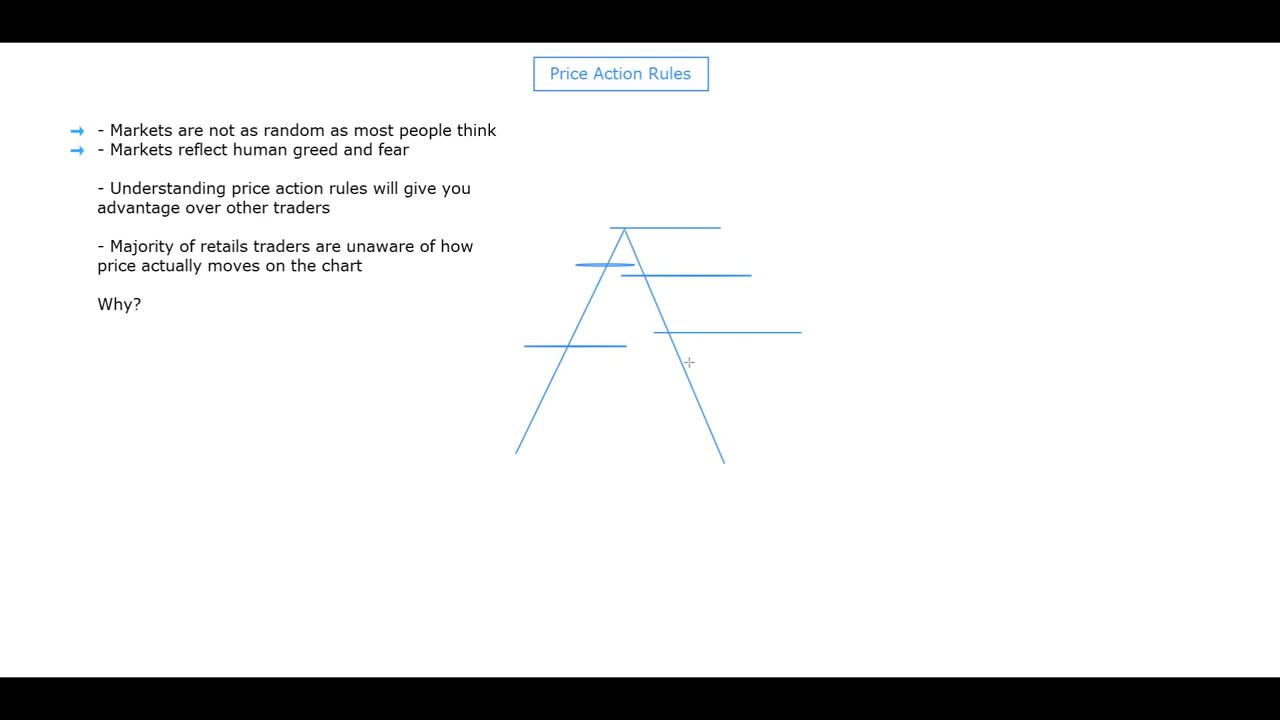 Price Action Rules
- Markets are not as random as most people think
- Markets reflect human greed and fear
- Understanding price action rules will give you
advantage over other traders
- Majority of retails traders are unaware of how
price actually moves on the chart
Why?